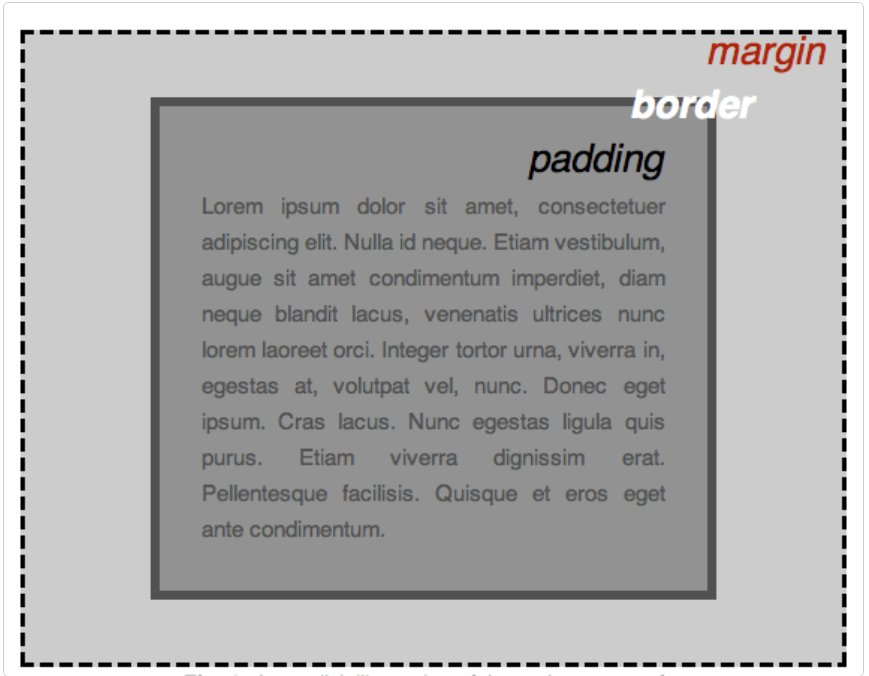 margin
border
padding
Lorem ipsum dolor sit amet, consectetuer
adipiscing elit. Nulla id neque. Etiam vestibulum,
augue sit amet condimentum imperdiet, diam
neque blandit lacus, venenatis ultrices nunc
lorem laoreet orci. Integer tortor urna, viverra in,
egestas at, volutpat vel, nunc. Donec eget
ipsum. Cras lacus. Nunc egestas ligula quis
purus. Etiam viverra dignissim erat.
Pellentesque facilisis. Quisque et eros eget
ante condimentum.